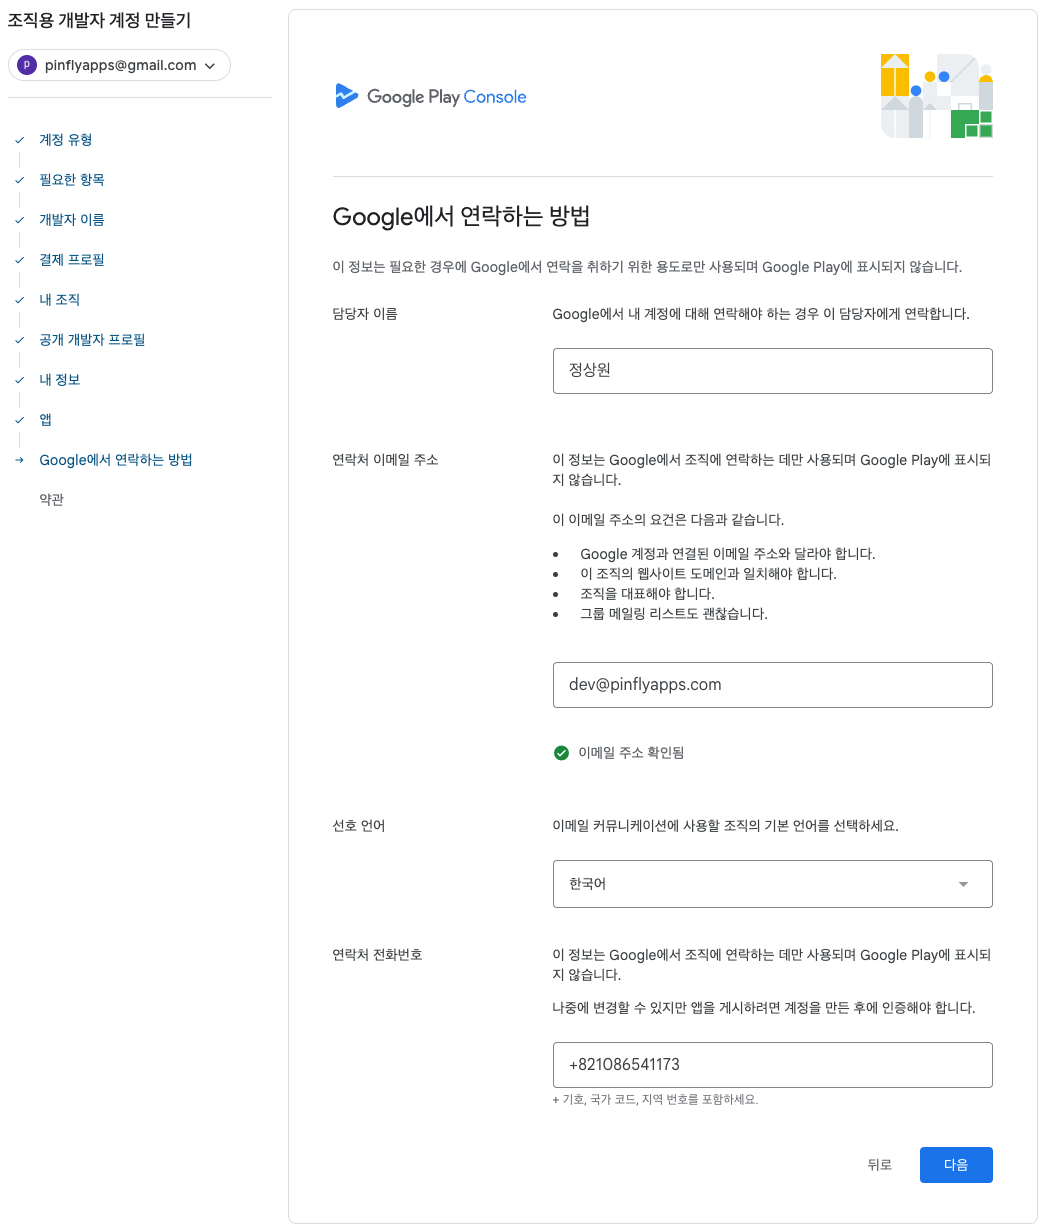 조직용 개발자 계정 만들기
p pinflyapps@gmail.com
계정 유형
필요한 항목
개발자 이름
결제 프로필
내 조직
공개 개발자 프로필
내 정보
앱
Google에서 연락하는 방법
약관
Google Play Console
Google에서 연락하는 방법
이 정보는 필요한 경우에 Google에서 연락을 취하기 위한 용도로만 사용되며 Google Play에 표시되지 않습니다.
담당자 이름
Google에서 내 계정에 대해 연락해야 하는 경우 이 담당자에게 연락합니다.
정상원
연락처 이메일 주소
이 정보는 Google에서 조직에 연락하는 데만 사용되며 Google Play에 표시되
지 않습니다.
이 이메일 주소의 요건은 다음과 같습니다.
• Google 계정과 연결된 이메일 주소와 달라야 합니다.
• 이 조직의 웹사이트 도메인과 일치해야 합니다.
• 조직을 대표해야 합니다.
• 그룹 메일링 리스트도 괜찮습니다.
dev@pinflyapps.com
이메일 주소 확인됨
선호 언어
이메일 커뮤니케이션에 사용할 조직의 기본 언어를 선택하세요.
한국어
연락처 전화번호
이 정보는 Google에서 조직에 연락하는 데만 사용되며 Google Play에 표시되
지 않습니다.
나중에 변경할 수 있지만 앱을 게시하려면 계정을 만든 후에 인증해야 합니다.
+821086541173
+ 기호, 국가 코드, 지역 번호를 포함하세요.
뒤로
다음